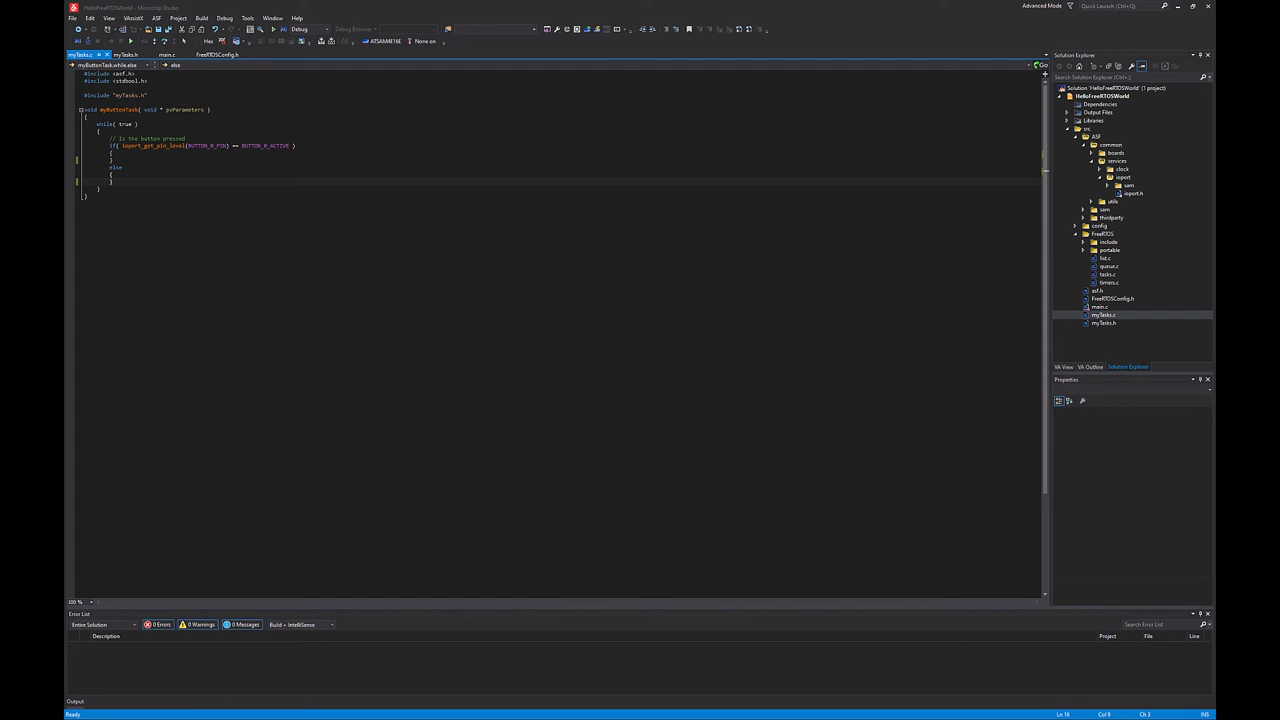 HelloFreeRTOSWorld - Microchip Studio
Advanced Mode
Quick Launch (Ctrl+Q)
File Edit View VAssistX ASF Project Build Debug Tools Window Help
Debug Debug Browser
Hex ATSAM4E16E None on
myTasks.c myTasks.h main.c FreeRTOSConfig.h
myButtonTask.while.else else Go
#include <asf.h>
#include <stdbool.h>
#include "myTasks.h"
void myButtonTask( void * pvParameters )
{
while( true )
{
// Is the button pressed
if( ioport_get_pin_level(BUTTON_0_PIN) == BUTTON_0_ACTIVE )
{
}
else
{
}
}
}
100 %
Solution Explorer
Search Solution Explorer (Ctrl+;)
Solution 'HelloFreeRTOSWorld' (1 project)
HelloFreeRTOSWorld
Dependencies
Output Files
Libraries
src
ASF
common
boards
services
clock
ioport
sam
ioport.h
utils
sam
thirdparty
config
FreeRTOS
include
portable
list.c
queue.c
tasks.c
timers.c
asf.h
FreeRTOSConfig.h
main.c
myTasks.c
myTasks.h
VA View VA Outline Solution Explorer
Properties
Error List
Entire Solution 0 Errors 0 Warnings 0 Messages Build + IntelliSense
Search Error List
Description Project File Line
Output
Ready Ln 16 Col 9 Ch 3 INS